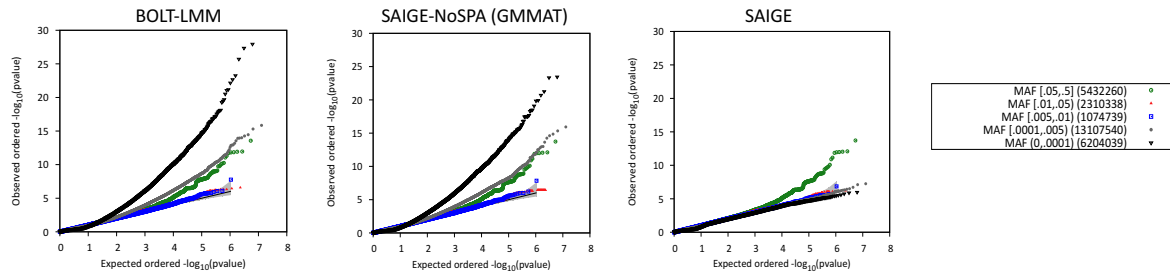 BOLT-LMM
SAIGE-NoSPA (GMMAT)
SAIGE
30
25
20
15
10
5
0
Observed ordered -log10(pvalue)
0 1 2 3 4 5 6 7 8
Expected ordered -log10(pvalue)
30
25
20
15
10
5
0
Observed ordered -log10(pvalue)
0 1 2 3 4 5 6 7 8
Expected ordered -log10(pvalue)
30
25
20
15
10
5
0
Observed ordered -log10(pvalue)
0 1 2 3 4 5 6 7 8
Expected ordered -log10(pvalue)
MAF [.05,.5] (5432260)
MAF [.01,.05) (2310338)
MAF [.005,.01) (1074739)
MAF [.0001,.005) (13107540)
MAF (0,.0001) (6204039)